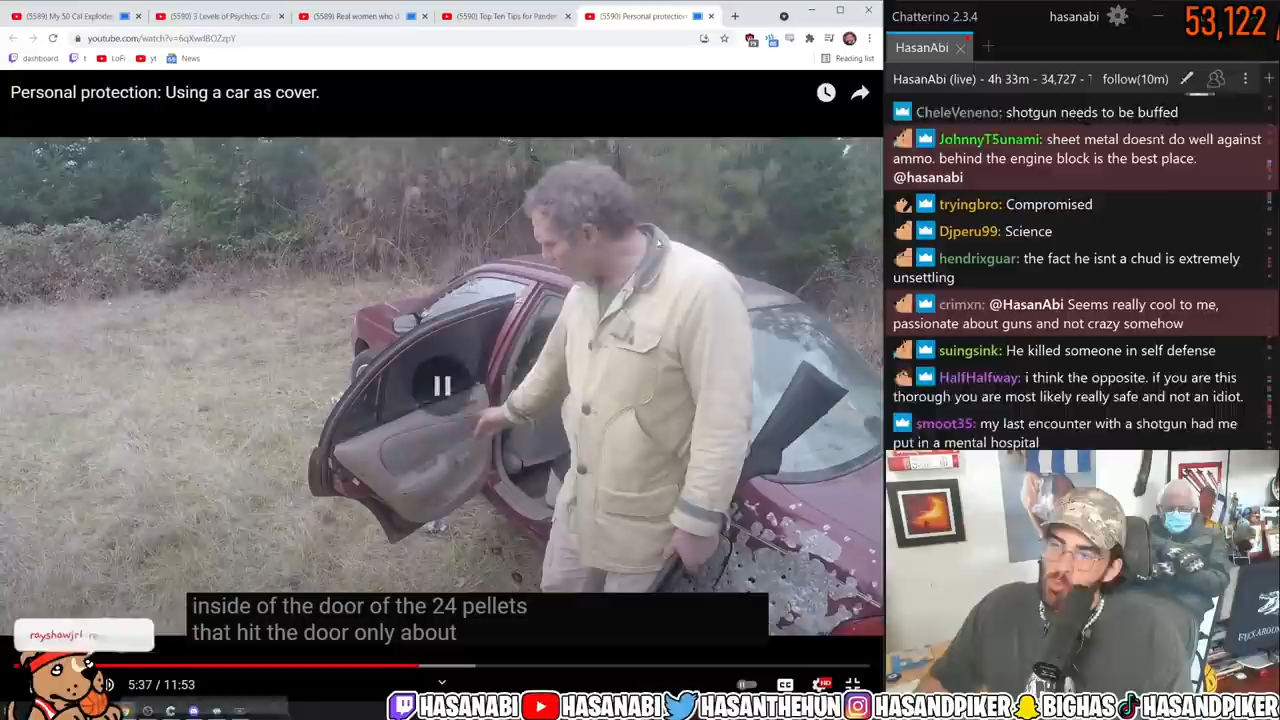 (5589) My 50 Cal Explodes
(5590) 3 Levels of Psychics: Ca
(5589) Real women who d
(5590) Top Ten Tips for Pander
(5590) Personal protection
youtube.com/watch?v=6qXwdBOZzpY
dashboard
t
LoFi
yt
News
Reading list
Personal protection: Using a car as cover.
inside of the door of the 24 pellets
that hit the door only about
rayshawjrl
5:37 / 11:53
CC
HD
Chatterino 2.3.4
hasanabi
53,122
HasanAbi
HasanAbi (live) - 4h 33m - 34,727 - 1
follow(10m)
CheleVeneno: shotgun needs to be buffed
JohnnyT5unami: sheet metal doesnt do well against
ammo. behind the engine block is the best place.
@hasanabi
tryingbro: Compromised
Djperu99: Science
hendrixguar: the fact he isnt a chud is extremely
unsettling
crimxn: @HasanAbi Seems really cool to me,
passionate about guns and not crazy somehow
suingsink: He killed someone in self defense
HalfHalfway: i think the opposite. if you are this
thorough you are most likely really safe and not an idiot.
smoot35: my last encounter with a shotgun had me
put in a mental hospital
HASANABI
HASANABI
HASANTHEHUN
HASANDPIKER
BIGHAS
HASANDPIKER